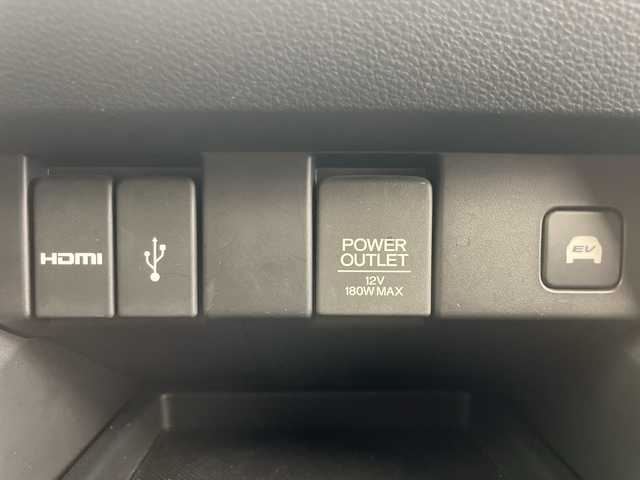 HDMI
POWER
OUTLET
12V
180W MAX
EV